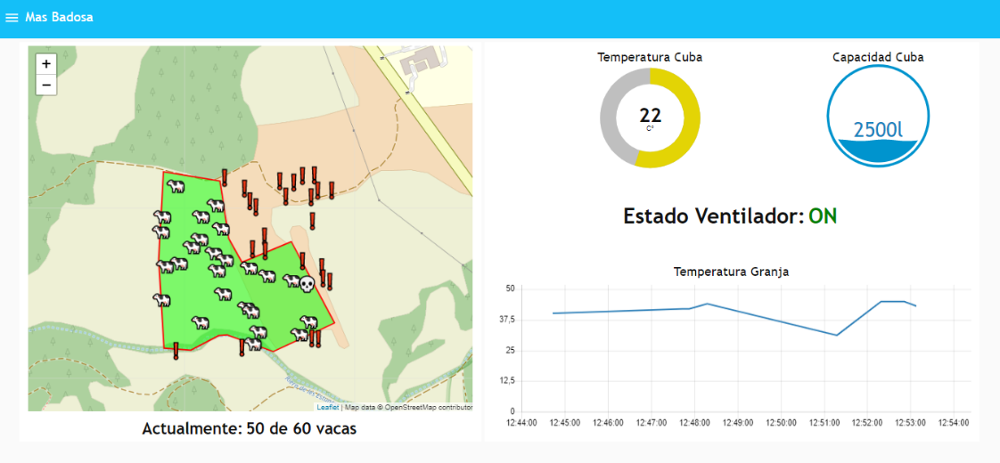 Mas Badosa
+
−
Leaflet | Map data © OpenStreetMap contributor
Actualmente: 50 de 60 vacas
Temperatura Cuba
22
C°
Capacidad Cuba
2500l
Estado Ventilador: ON
Temperatura Granja
50
37,5
25
12,5
0
12:44:00 12:45:00 12:46:00 12:47:00 12:48:00 12:49:00 12:50:00 12:51:00 12:52:00 12:53:00 12:54:00